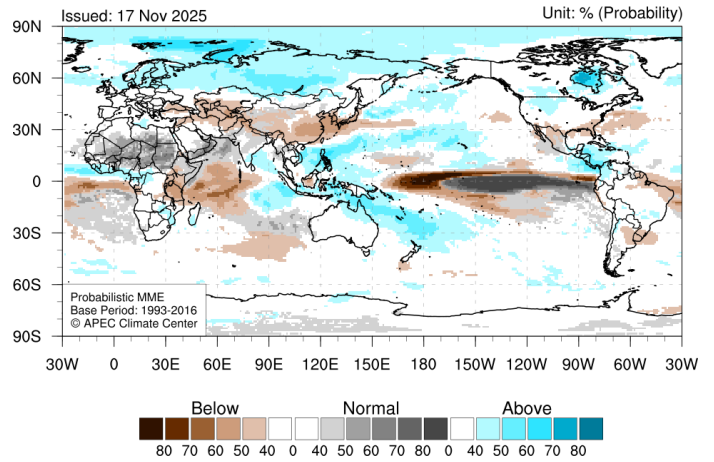 Issued: 17 Nov 2025
Unit: % (Probability)
90N
60N
30N
0
30S
60S
90S
Probabilistic MME
Base Period: 1993-2016
© APEC Climate Center
30W 0 30E 60E 90E 120E 150E 180 150W 120W 90W 60W 30W
Below Normal Above
80 70 60 50 40 0 0 40 50 60 70 80 0 40 50 60 70 80